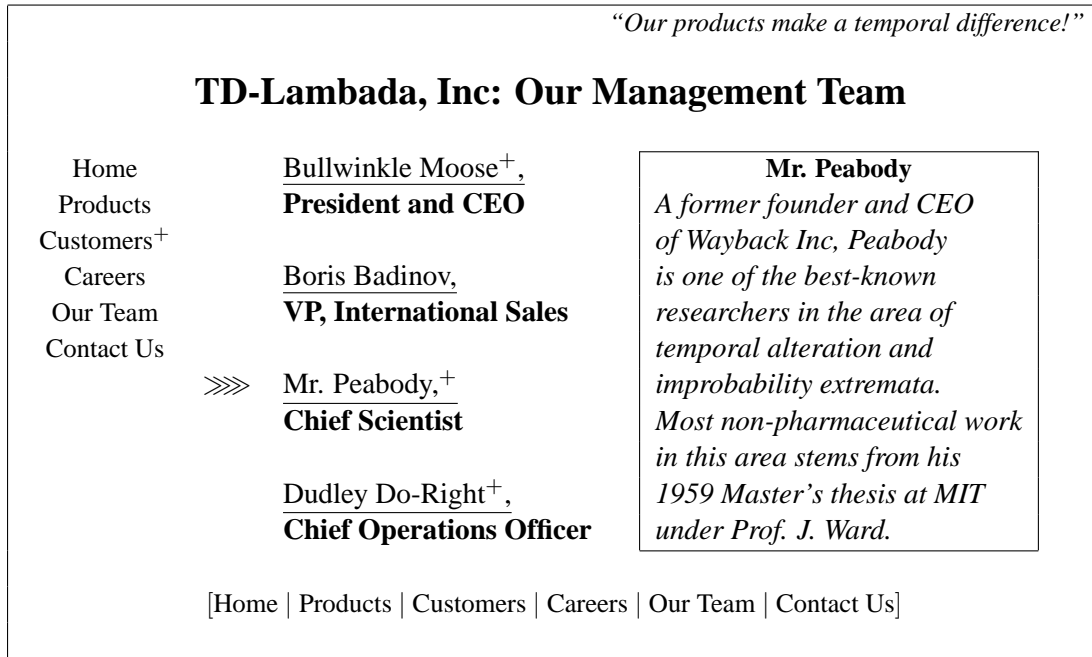 “Our products make a temporal difference!”
TD-Lambada, Inc: Our Management Team
Home
Products
Customers+
Careers
Our Team
Contact Us
Bullwinkle Moose+,
President and CEO
Boris Badinov,
VP, International Sales
⋙ Mr. Peabody,+
Chief Scientist
Dudley Do-Right+,
Chief Operations Officer
Mr. Peabody
A former founder and CEO
of Wayback Inc, Peabody
is one of the best-known
researchers in the area of
temporal alteration and
improbability extremata.
Most non-pharmaceutical work
in this area stems from his
1959 Master’s thesis at MIT
under Prof. J. Ward.
[Home | Products | Customers | Careers | Our Team | Contact Us]